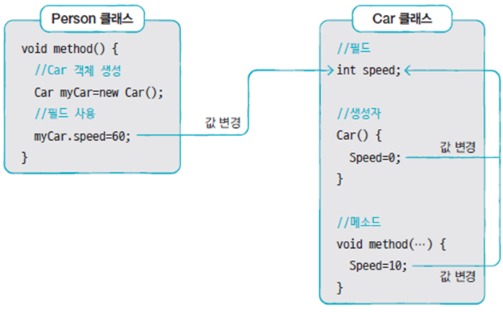 Person 클래스
void method() {
//Car 객체 생성
Car myCar=new Car();
//필드 사용
myCar.speed=60;
}
값 변경
Car 클래스
//필드
int speed;
//생성자
Car() {
Speed=0;
값 변경
}
//메소드
void method(…) {
Speed=10;
값 변경
}